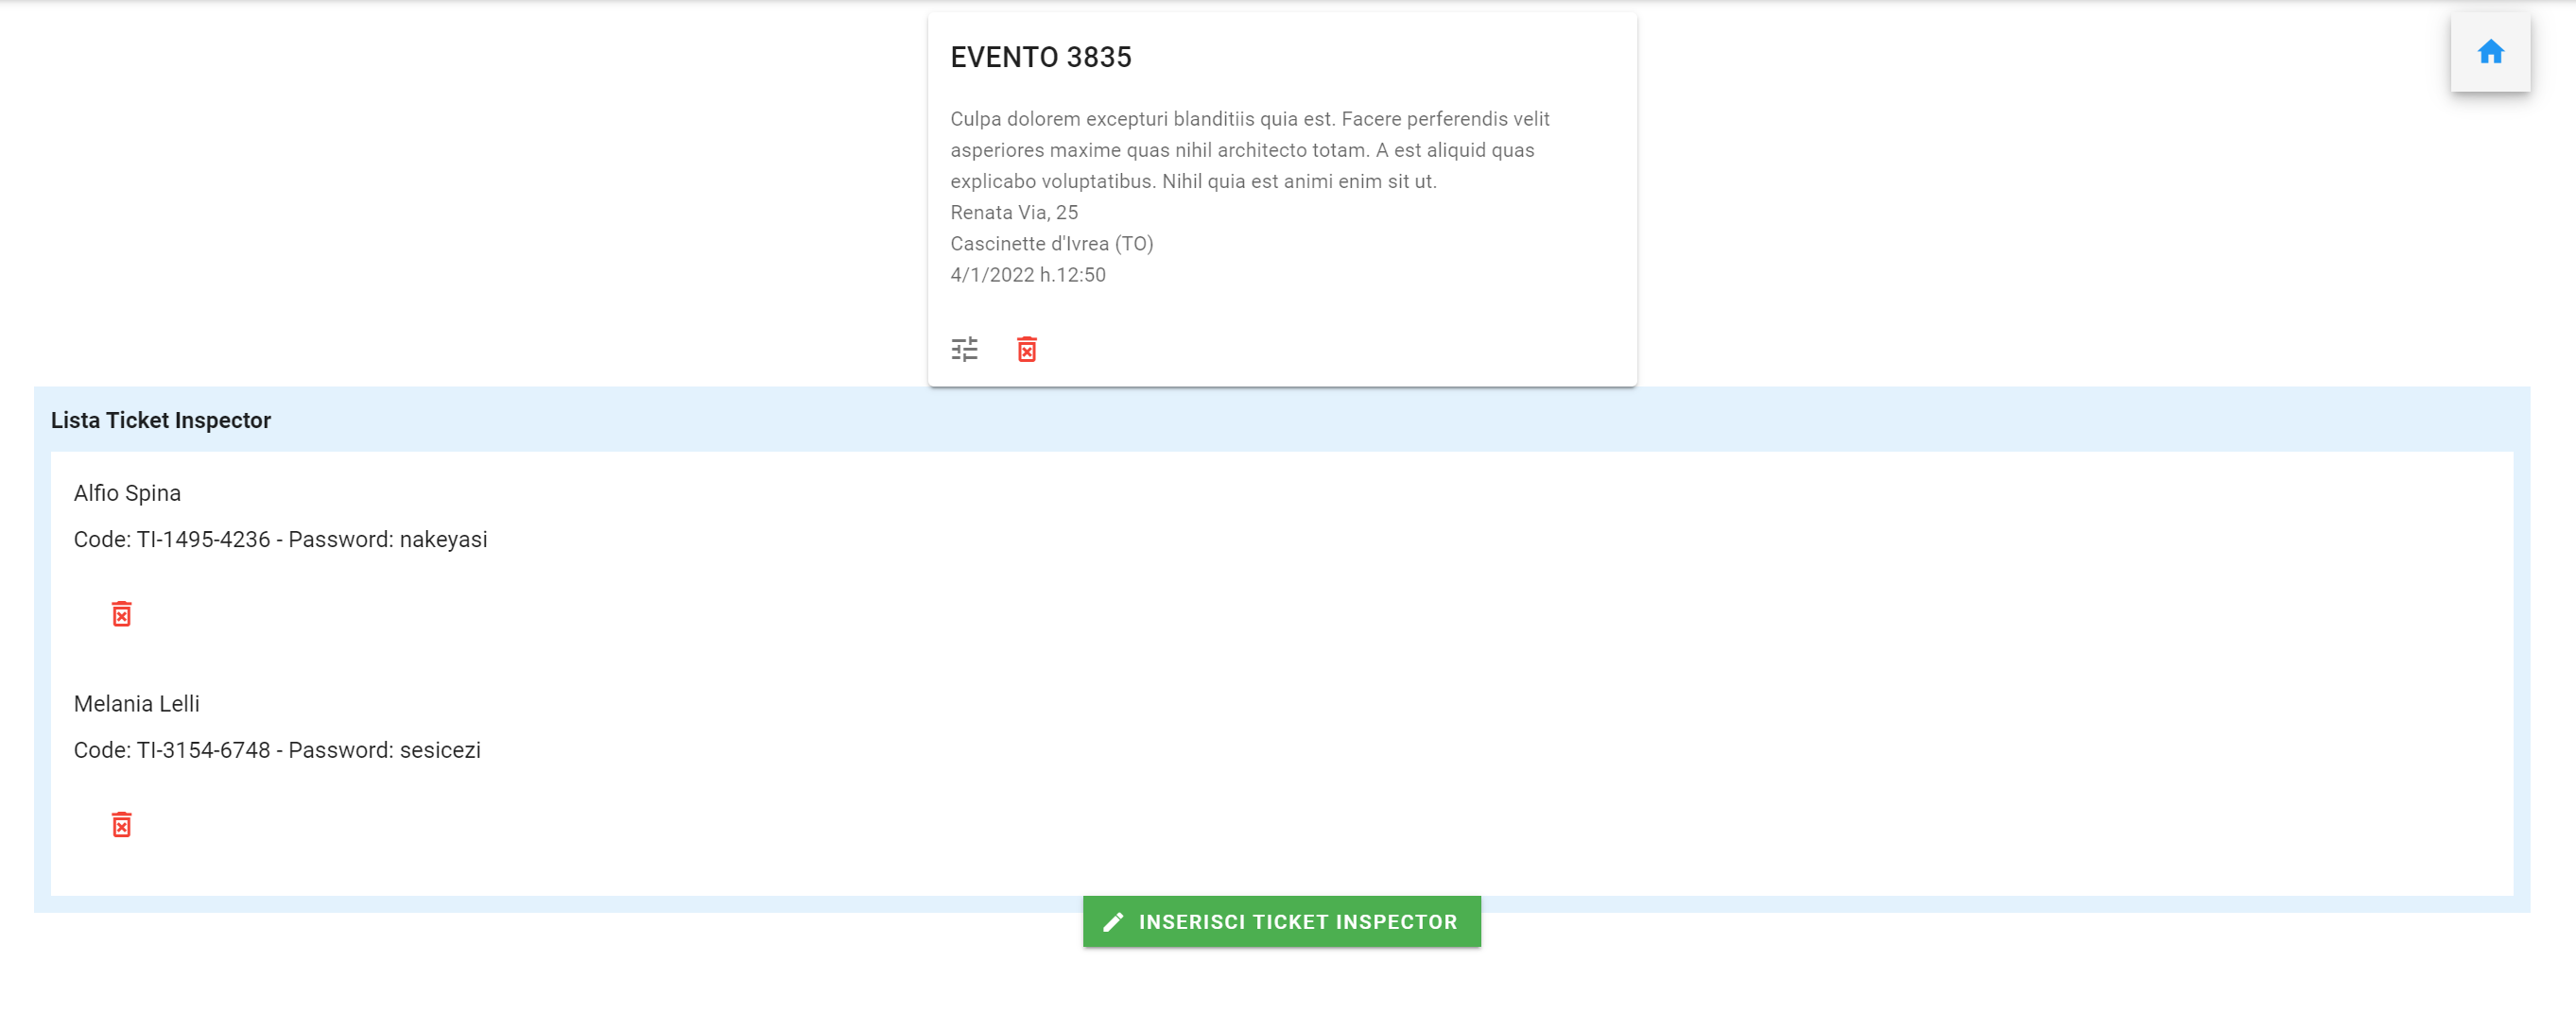 EVENTO 3835
Culpa dolorem excepturi blanditiis quia est. Facere perferendis velit
asperiores maxime quas nihil architecto totam. A est aliquid quas
explicabo voluptatibus. Nihil quia est animi enim sit ut.
Renata Via, 25
Cascinette d'Ivrea (TO)
4/1/2022 h.12:50
Lista Ticket Inspector
Alfio Spina
Code: TI-1495-4236 - Password: nakeyasi
Melania Lelli
Code: TI-3154-6748 - Password: sesicezi
INSERISCI TICKET INSPECTOR